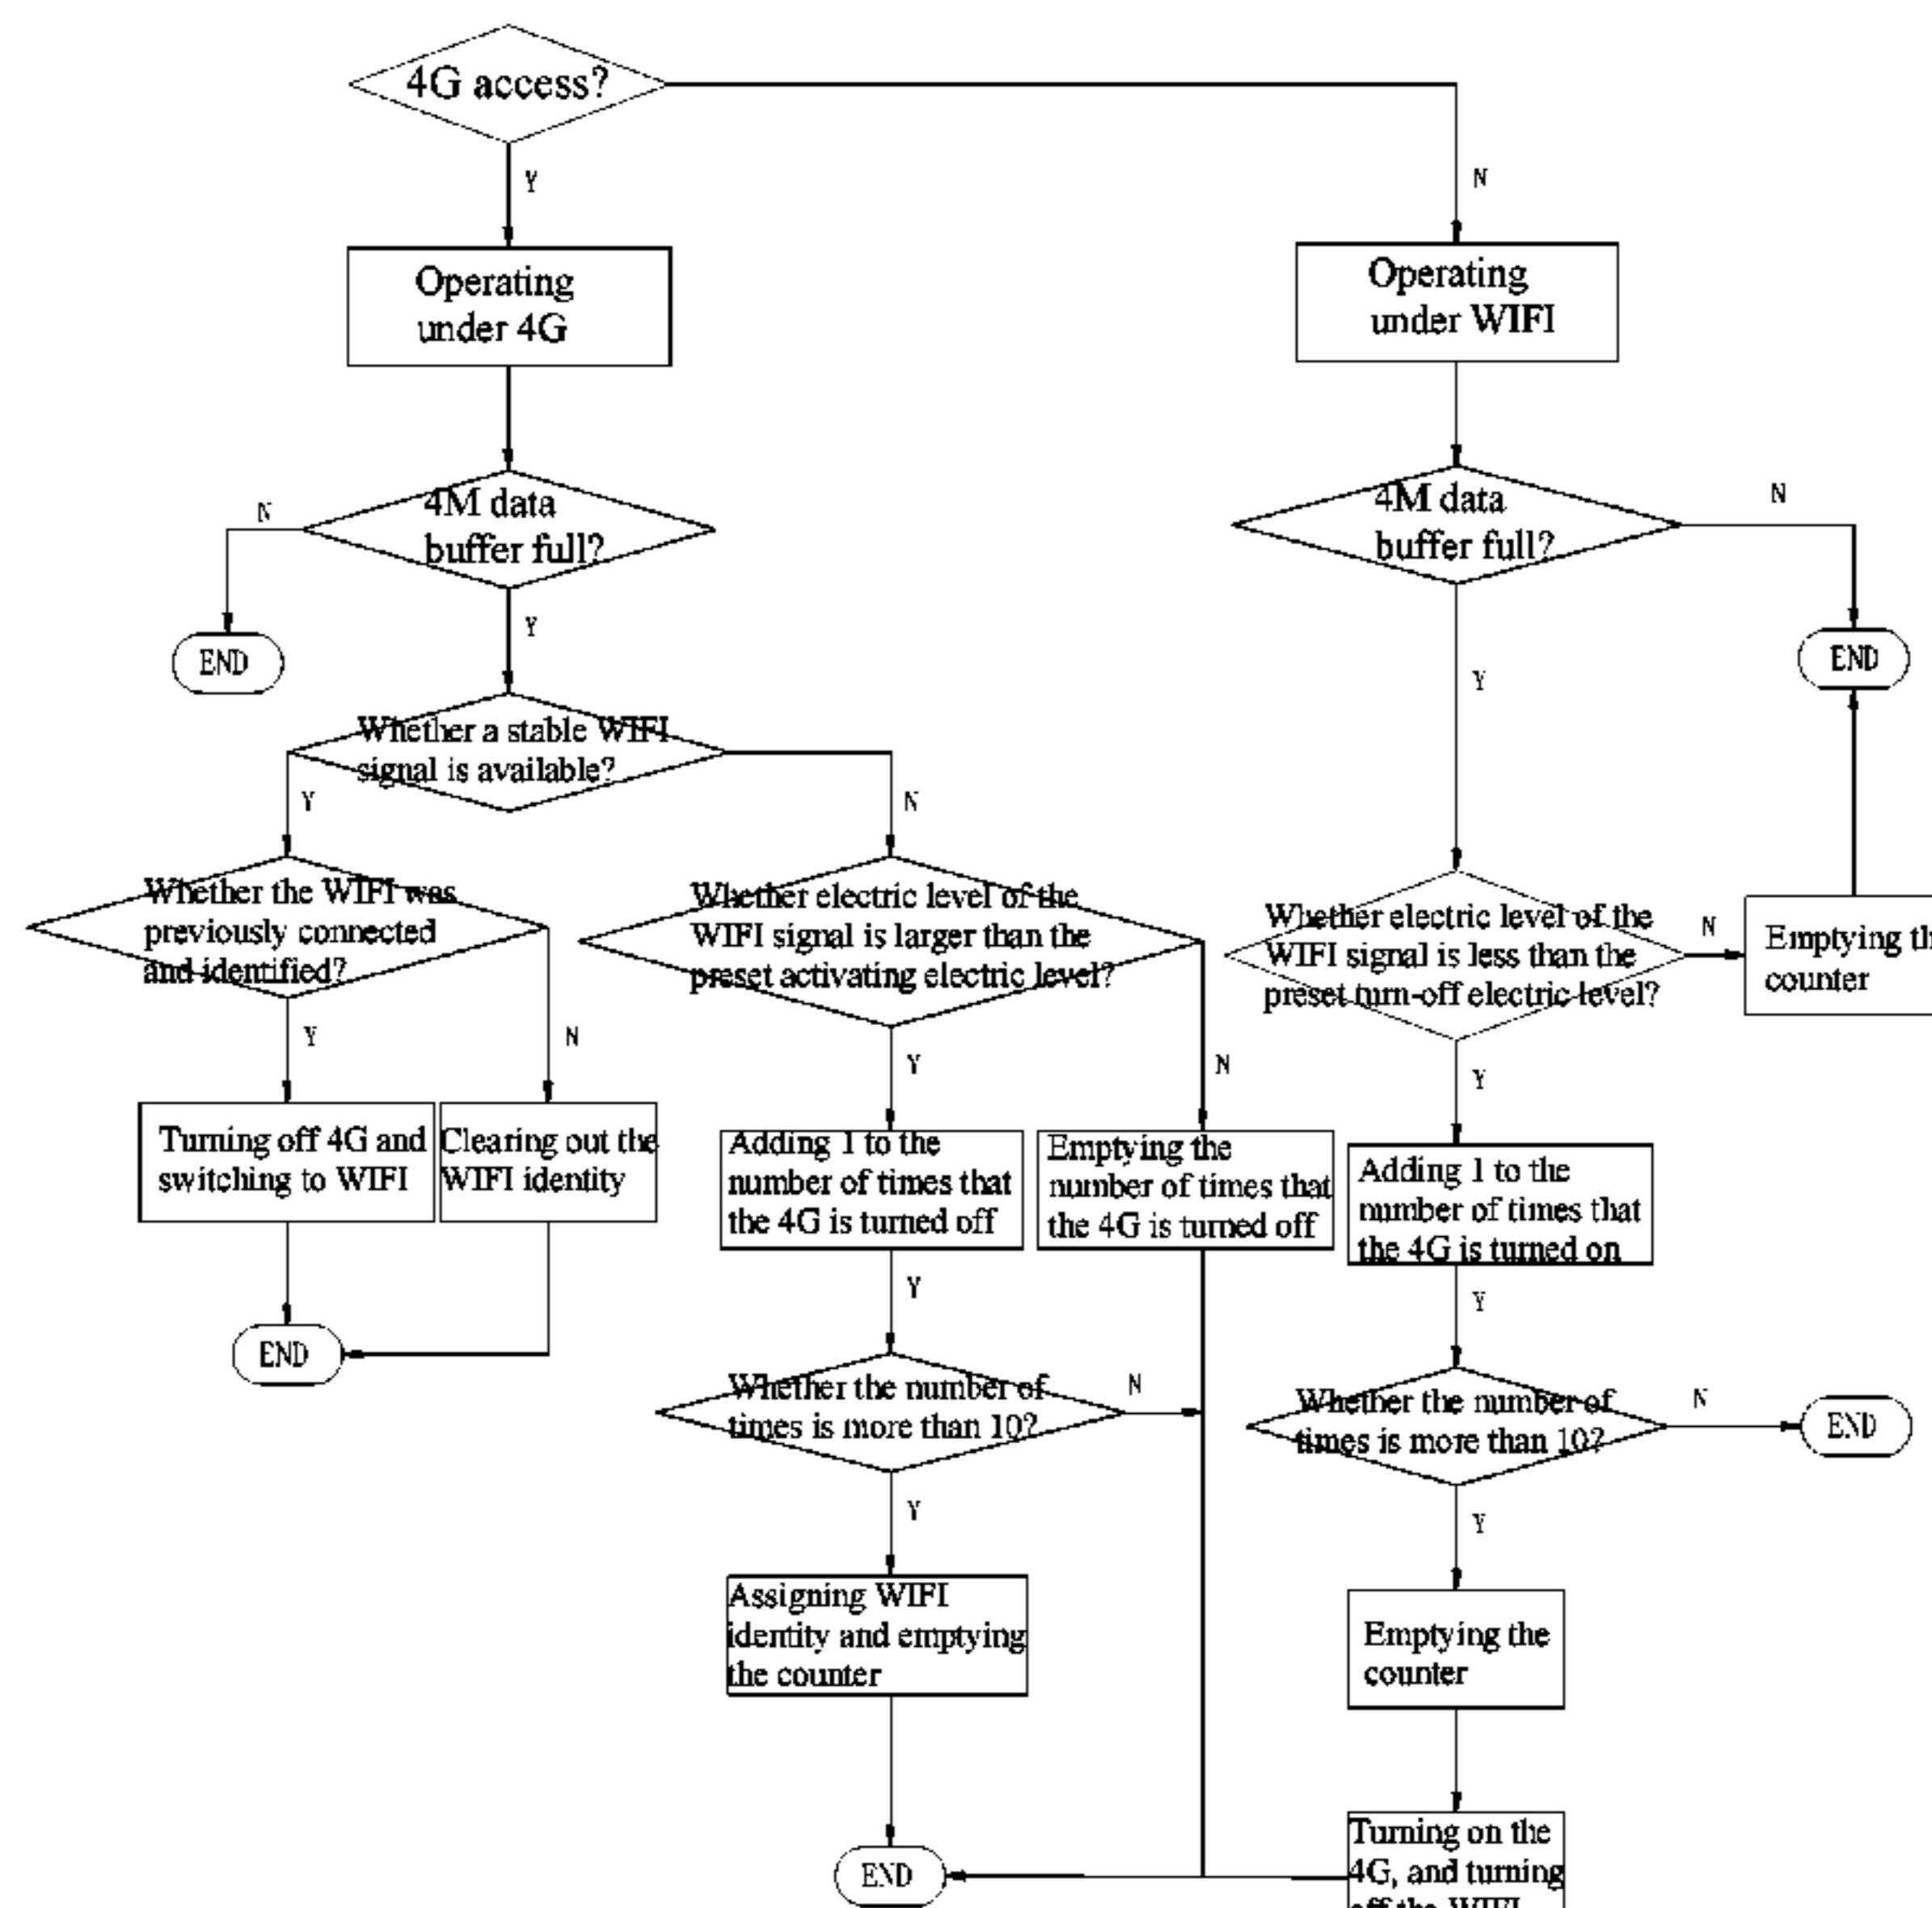 4G access?
Y
N
Operating
under 4G
Operating
under WIFI
4M data
buffer full?
N
Y
END
4M data
buffer full?
N
Y
END
Whether a stable WIFI
signal is available?
Y
N
Whether the WIFI was
previously connected
and identified?
Y
N
Whether electric level of the
WIFI signal is larger than the
preset activating electric level?
Y
N
Whether electric level of the
WIFI signal is less than the
preset turn-off electric level?
N
Y
Emptying
counter
Turning off 4G and
switching to WIFI
Clearing out the
WIFI identity
Adding 1 to the
number of times that
the 4G is turned off
Y
Emptying the
number of times that
the 4G is turned off
Adding 1 to the
number of times that
the 4G is turned on
Y
END
Whether the number of
times is more than 10?
N
Y
Whether the number of
times is more than 10?
N
Y
END
Assigning WIFI
identity and emptying
the counter
Emptying the
counter
END
Turning on the
4G, and turning
off the WIFI